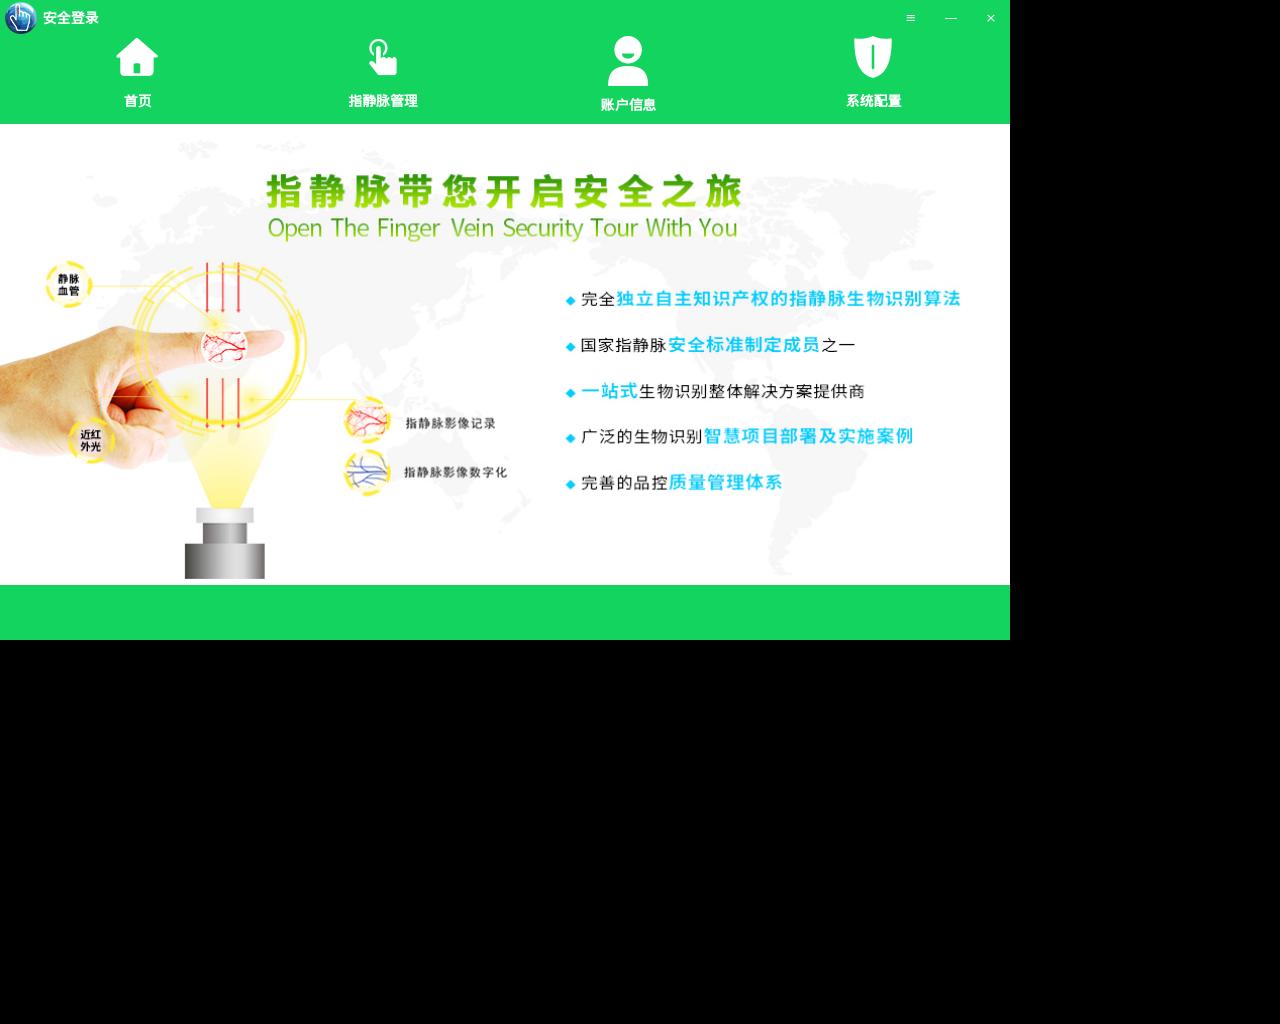 安全登录
首页
指静脉管理
账户信息
系统配置
指静脉带您开启安全之旅
Open The Finger Vein Security Tour With You
静脉
血管
近红
外光
指静脉影像记录
指静脉影像数字化
完全独立自主知识产权的指静脉生物识别算法
国家指静脉安全标准制定成员之一
一站式生物识别整体解决方案提供商
广泛的生物识别智慧项目部署及实施案例
完善的品控质量管理体系